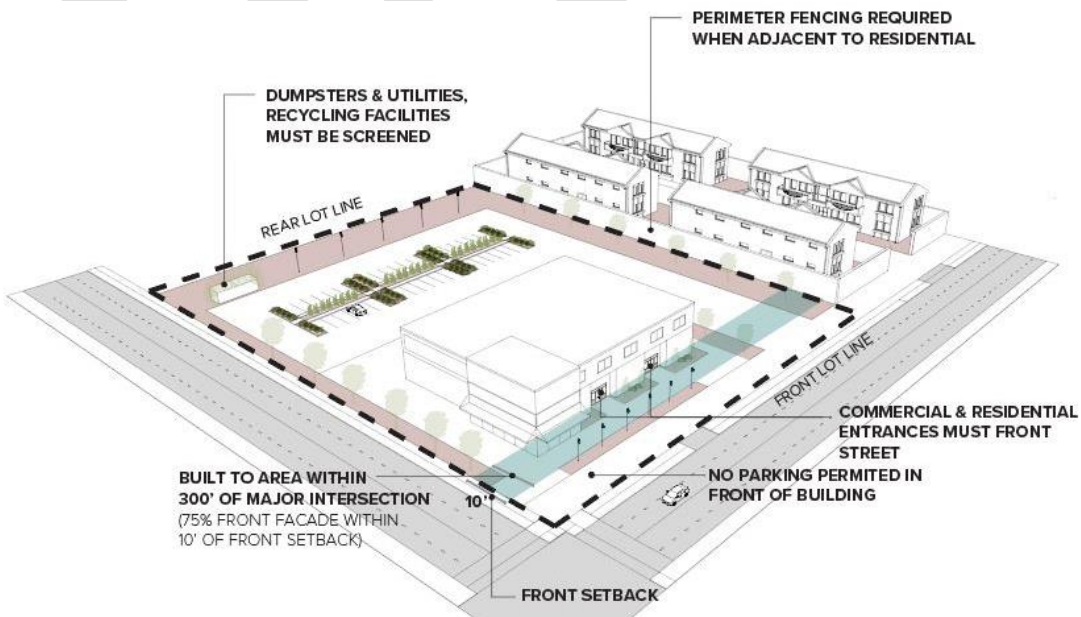 PERIMETER FENCING REQUIRED
WHEN ADJACENT TO RESIDENTIAL
DUMPSTERS & UTILITIES,
RECYCLING FACILITIES
MUST BE SCREENED
REAR LOT LINE
FRONT LOT LINE
COMMERCIAL & RESIDENTIAL
ENTRANCES MUST FRONT
STREET
NO PARKING PERMITED IN
FRONT OF BUILDING
BUILT TO AREA WITHIN
300' OF MAJOR INTERSECTION
(75% FRONT FACADE WITHIN
10' OF FRONT SETBACK)
10'
FRONT SETBACK